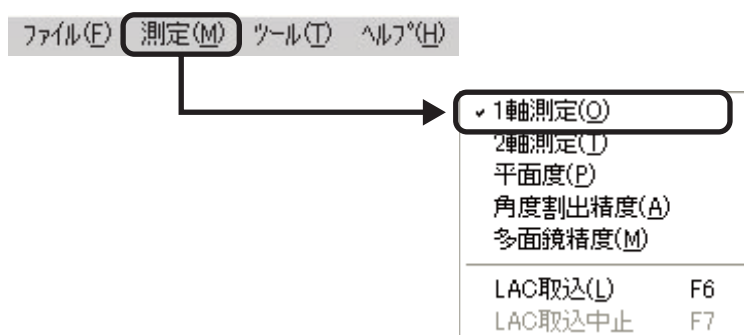 ファイル(F) 測定(M) ツール(T) ヘルプ(H)
1軸測定(O)
2軸測定(T)
平面度(P)
角度割出精度(A)
多面鏡精度(M)
LAC取込(L) F6
LAC取込中止 F7